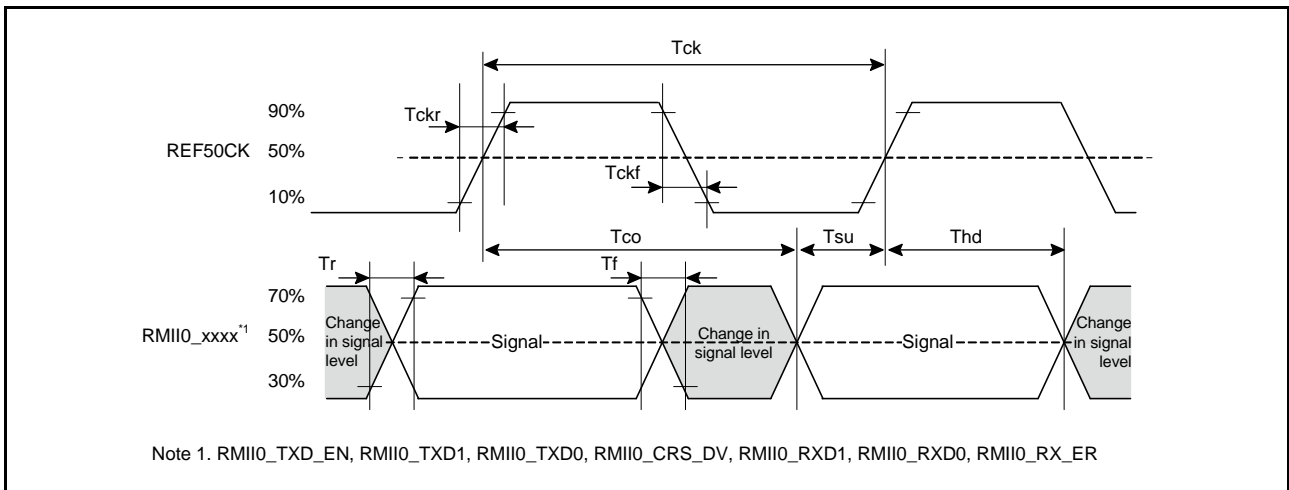 Tck
90%
Tckr
REF50CK 50%
Tckf
10%
Tco Tsu Thd
Tr Tf
70%
Change in signal level
RMII0_xxxx*1 50% Signal
Change in signal level
Signal
Change in signal level
30%
Note 1. RMII0_TXD_EN, RMII0_TXD1, RMII0_TXD0, RMII0_CRS_DV, RMII0_RXD1, RMII0_RXD0, RMII0_RX_ER